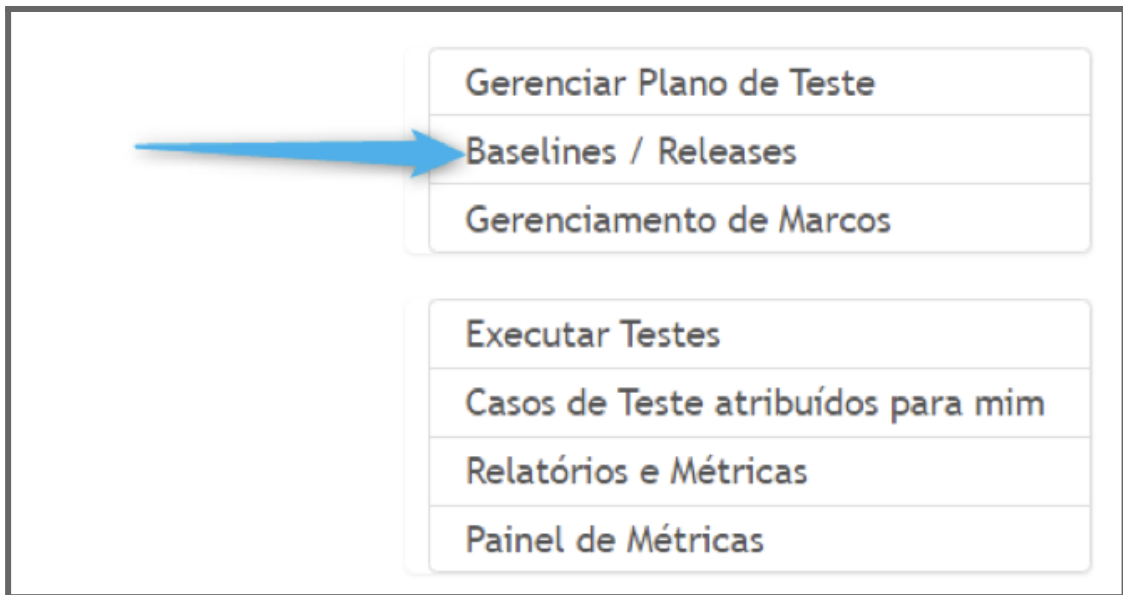 Gerenciar Plano de Teste
Baselines / Releases
Gerenciamento de Marcos
Executar Testes
Casos de Teste atribuídos para mim
Relatórios e Métricas
Painel de Métricas